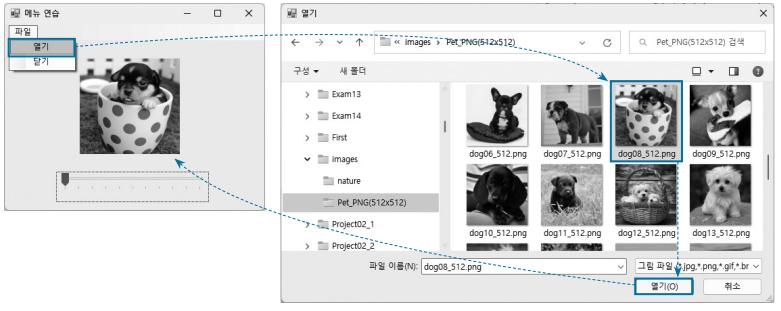 메뉴 연습
파일
열기
닫기
열기
« images › Pet_PNG(512x512)
Pet_PNG(512x512) 검색
구성 새 폴더
Exam13
Exam14
First
images
nature
Pet_PNG(512x512)
Project02_1
Project02_2
dog06_512.png dog07_512.png dog08_512.png dog09_512.png
dog10_512.png dog11_512.png dog12_512.png dog13_512.png
파일 이름(N): dog08_512.png 그림 파일 *.jpg,*.png,*.gif,*.br
열기(O) 취소